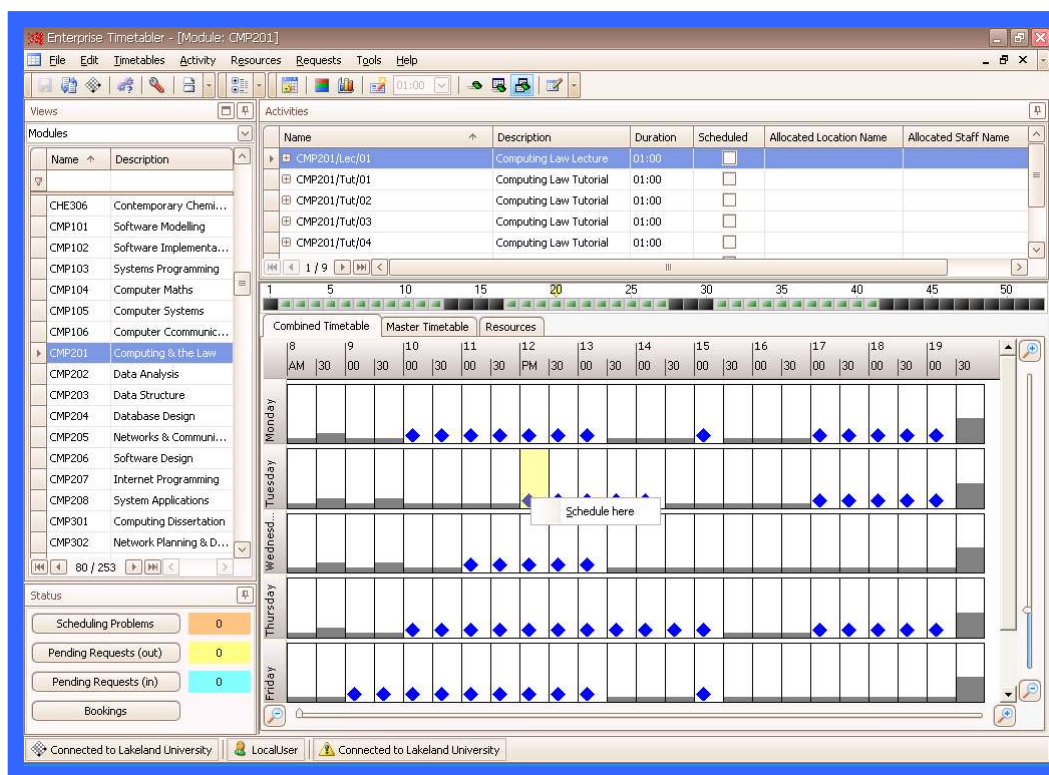 Enterprise Timetabler - [Module: CMP201]
File Edit Timetables Activity Resources Requests Tools Help
01:00
Views
Modules
Name Description
CHE306 Contemporary Chemi...
CMP101 Software Modelling
CMP102 Software Implementa...
CMP103 Systems Programming
CMP104 Computer Maths
CMP105 Computer Systems
CMP106 Computer Ccommunic...
CMP201 Computing & the Law
CMP202 Data Analysis
CMP203 Data Structure
CMP204 Database Design
CMP205 Networks & Communi...
CMP206 Software Design
CMP207 Internet Programming
CMP208 System Applications
CMP301 Computing Dissertation
CMP302 Network Planning & D...
80 / 253
Status
Scheduling Problems 0
Pending Requests (out) 0
Pending Requests (in) 0
Bookings
Activities
Name Description Duration Scheduled Allocated Location Name Allocated Staff Name
CMP201/Lec/01 Computing Law Lecture 01:00
CMP201/Tut/01 Computing Law Tutorial 01:00
CMP201/Tut/02 Computing Law Tutorial 01:00
CMP201/Tut/03 Computing Law Tutorial 01:00
CMP201/Tut/04 Computing Law Tutorial 01:00
1 / 9
1 5 10 15 20 25 30 35 40 45 50
Combined Timetable Master Timetable Resources
8 9 10 11 12 13 14 15 16 17 18 19
AM 30 00 30 00 30 00 30 PM 30 00 30 00 30 00 30 00 30 00 30 00 30 00 30
Monday
Tuesday
Schedule here
Wednesd...
Thursday
Friday
Connected to Lakeland University LocalUser Connected to Lakeland University